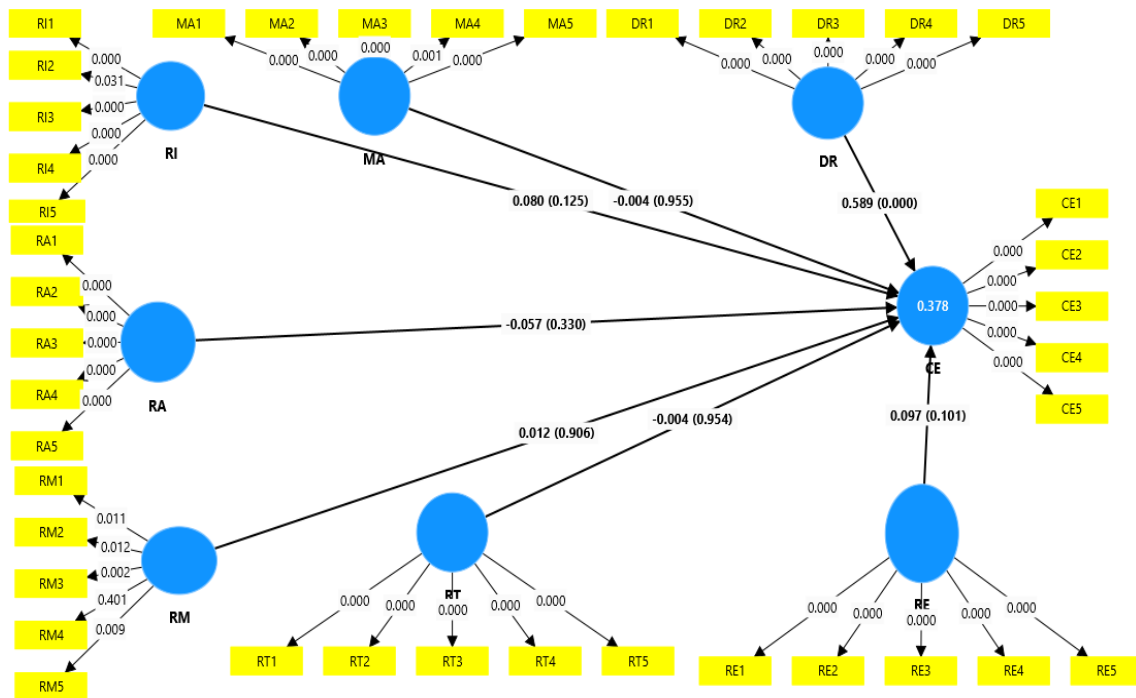 RI1
MA1
MA2
MA3
MA4
MA5
DR1
DR2
DR3
DR4
DR5
0.000
0.000
0.000
0.000
0.001
0.000
0.000
0.000
0.000
0.000
0.000
RI2
0.031
RI3
0.000
0.000
RI4
0.000
RI
MA
DR
RI5
0.080 (0.125)
-0.004 (0.955)
0.589 (0.000)
CE1
RA1
0.000
CE2
0.000
0.000
CE3
0.000
CE4
0.000
CE5
0.378
CE
0.000
RA2
0.000
RA3
0.000
RA4
0.000
0.000
RA
RA5
-0.057 (0.330)
0.012 (0.906)
-0.004 (0.954)
0.097 (0.101)
RM1
0.011
RM2
0.012
RM3
0.002
0.401
RM4
0.009
RM
RM5
RT
0.000
0.000
0.000
0.000
0.000
RT1
RT2
RT3
RT4
RT5
RE
0.000
0.000
0.000
0.000
0.000
RE1
RE2
RE3
RE4
RE5